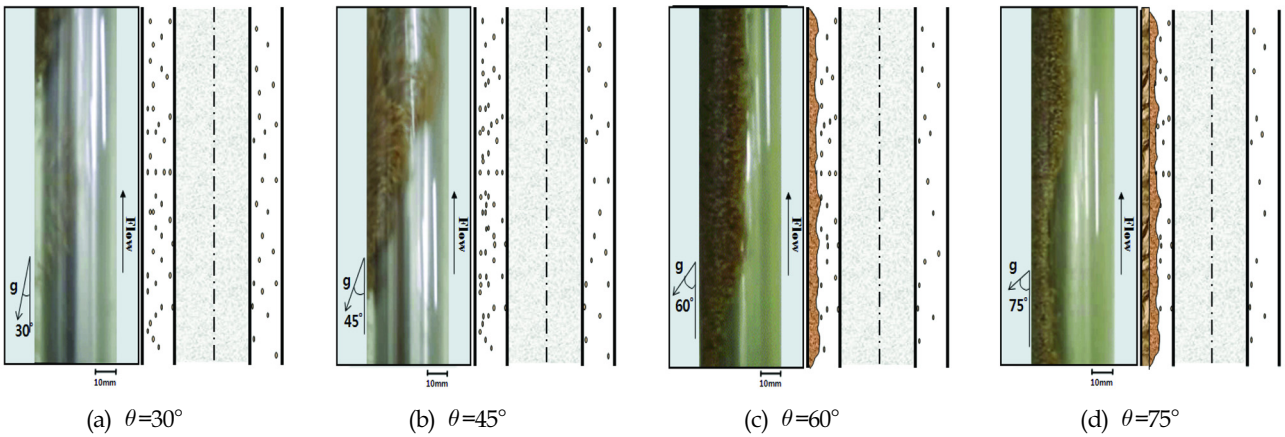 Flow
g
30°
10mm
(a) θ=30°
Flow
g
45°
10mm
(b) θ=45°
Flow
g
60°
10mm
(c) θ=60°
Flow
g
75°
10mm
(d) θ=75°